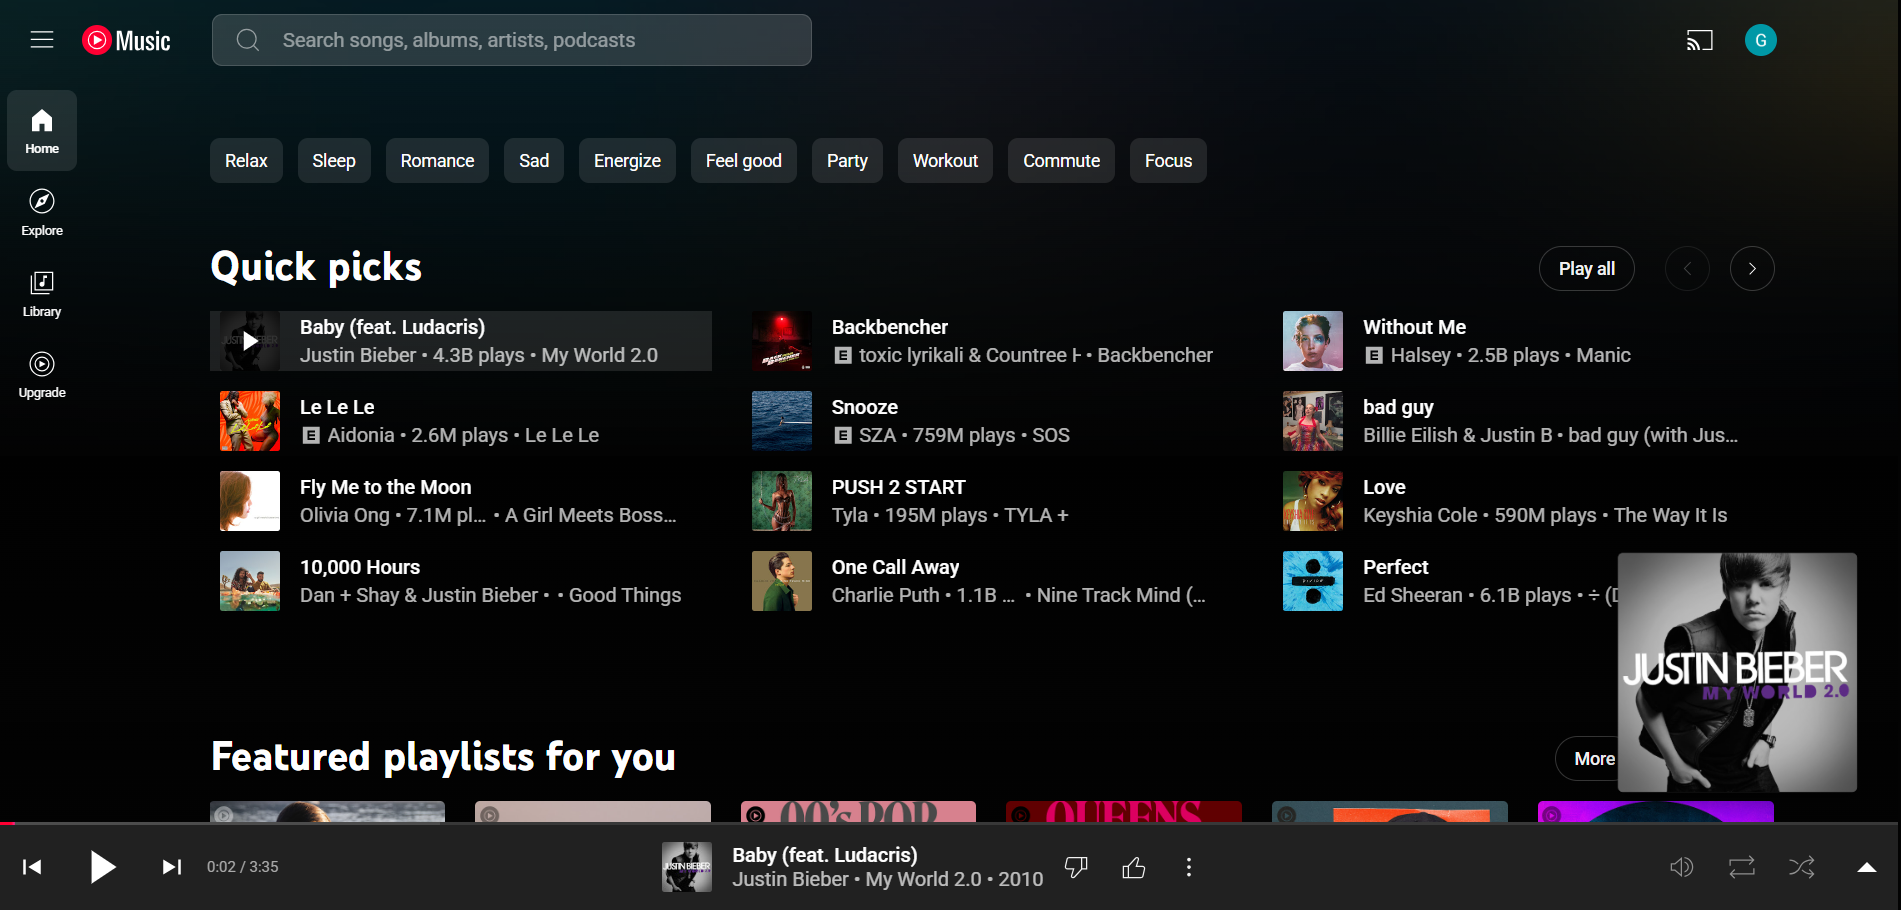 Music
Search songs, albums, artists, podcasts
G
Home
Explore
Library
Upgrade
Relax
Sleep
Romance
Sad
Energize
Feel good
Party
Workout
Commute
Focus
Quick picks
Play all
Baby (feat. Ludacris)
Justin Bieber • 4.3B plays • My World 2.0
Le Le Le
E Aidonia • 2.6M plays • Le Le Le
Fly Me to the Moon
Olivia Ong • 7.1M pl... • A Girl Meets Boss...
10,000 Hours
Dan + Shay & Justin Bieber • • Good Things
Backbencher
E toxic lyrikali & Countree • Backbencher
Snooze
E SZA • 759M plays • SOS
PUSH 2 START
Tyla • 195M plays • TYLA +
One Call Away
Charlie Puth • 1.1B ... • Nine Track Mind (...
Without Me
E Halsey • 2.5B plays • Manic
bad guy
Billie Eilish & Justin B • bad guy (with Jus...
Love
Keyshia Cole • 590M plays • The Way It Is
Perfect
Ed Sheeran • 6.1B plays • ÷ (
JUSTIN BIEBER
MY WORLD 2.0
Featured playlists for you
More
00's POP
QUEENS
0:02 / 3:35
JUSTIN BIEBER
Baby (feat. Ludacris)
Justin Bieber • My World 2.0 • 2010